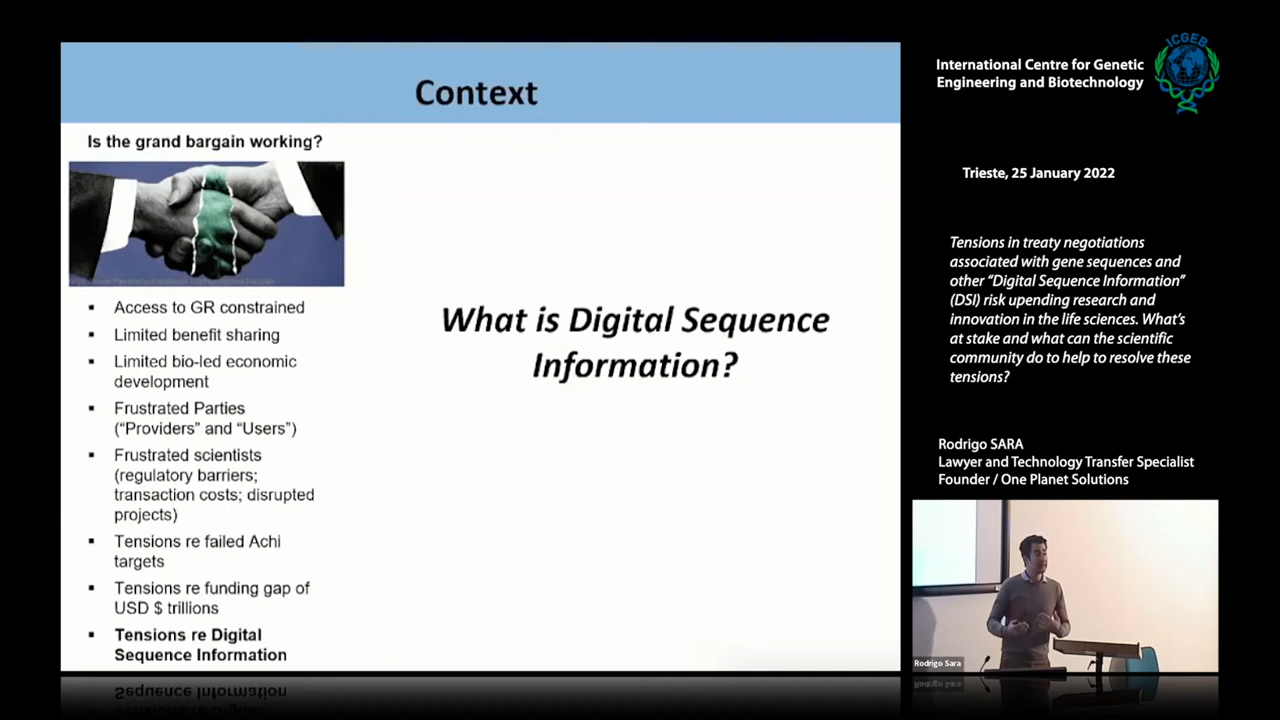 Context
Is the grand bargain working?
▪ Access to GR constrained
▪ Limited benefit sharing
▪ Limited bio-led economic
development
▪ Frustrated Parties
("Providers" and "Users")
▪ Frustrated scientists
(regulatory barriers;
transaction costs; disrupted
projects)
▪ Tensions re failed Achi
targets
▪ Tensions re funding gap of
USD $ trillions
▪ Tensions re Digital
Sequence Information
What is Digital Sequence
Information?
International Centre for Genetic
Engineering and Biotechnology
ICGEB
Trieste, 25 January 2022
Tensions in treaty negotiations
associated with gene sequences and
other “Digital Sequence Information”
(DSI) risk upending research and
innovation in the life sciences. What’s
at stake and what can the scientific
community do to help to resolve these
tensions?
Rodrigo SARA
Lawyer and Technology Transfer Specialist
Founder / One Planet Solutions
Rodrigo Sara